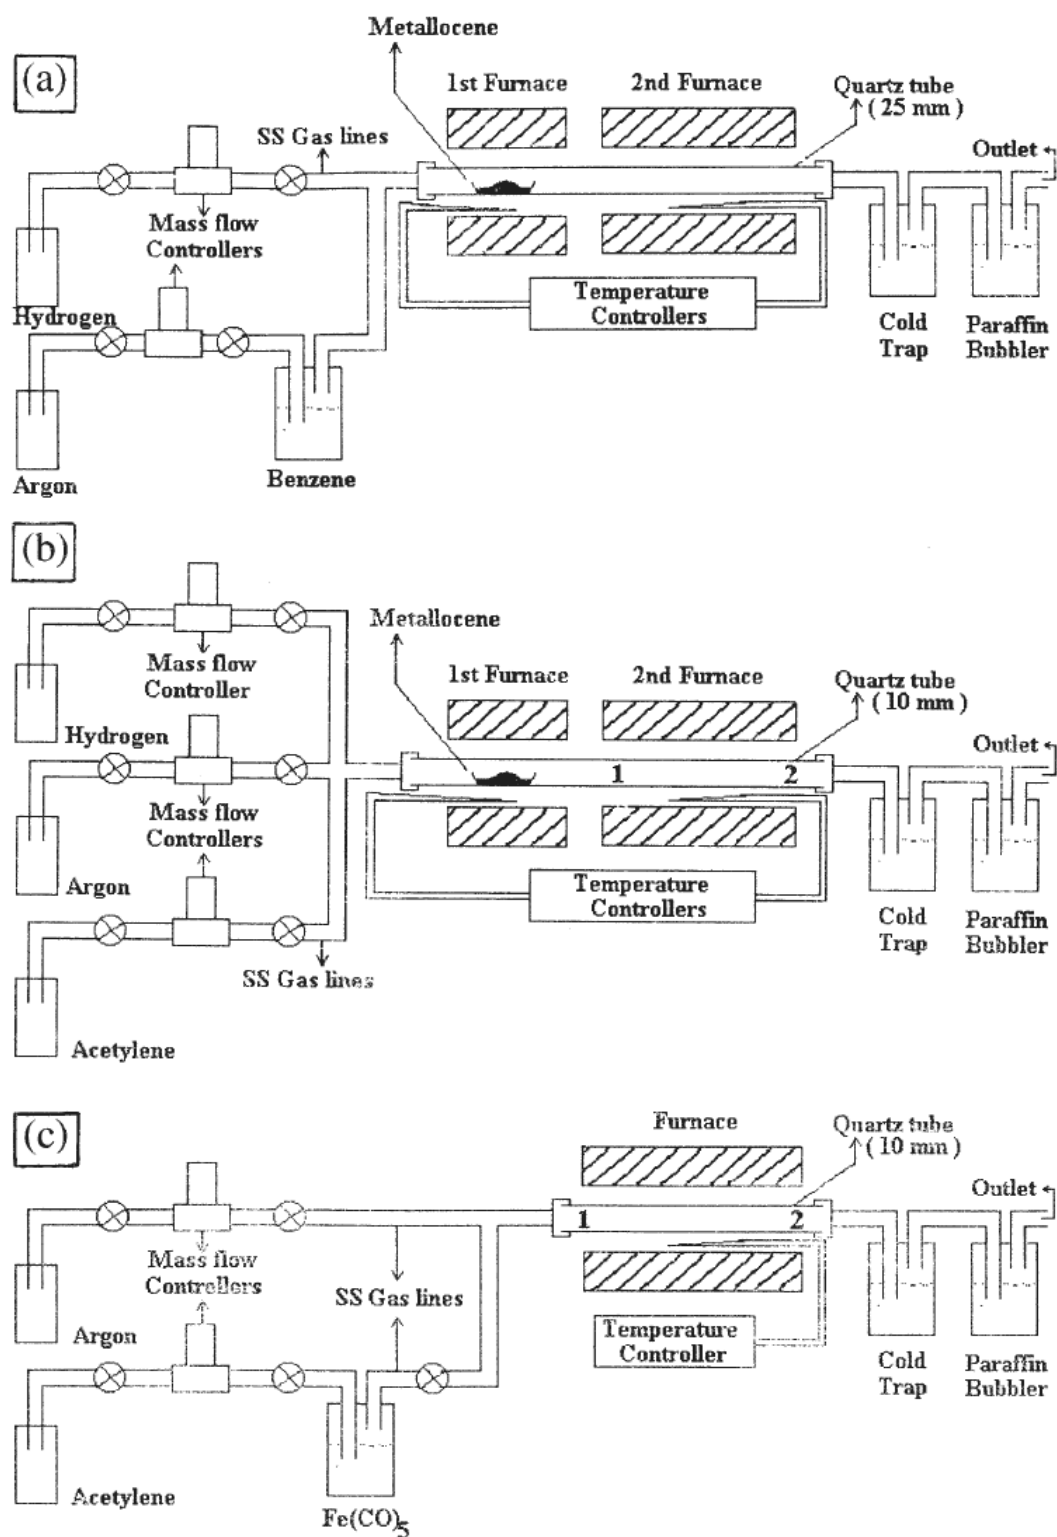 (a)
Metallocene
1st Furnace
2nd Furnace
Quartz tube
( 25 mm )
SS Gas lines
Outlet
Mass flow
Controllers
Hydrogen
Temperature
Controllers
Cold
Trap
Paraffin
Bubbler
Argon
Benzene
(b)
Metallocene
1st Furnace
2nd Furnace
Quartz tube
( 10 mm )
Mass flow
Controller
Hydrogen
Outlet
1
2
Mass flow
Controllers
Argon
Temperature
Controllers
Cold
Trap
Paraffin
Bubbler
SS Gas lines
Acetylene
(c)
Furnace
Quartz tube
( 10 mm )
Outlet
1
2
Mass flow
Controllers
SS Gas lines
Argon
Temperature
Controller
Cold
Trap
Paraffin
Bubbler
Acetylene
Fe(CO)5